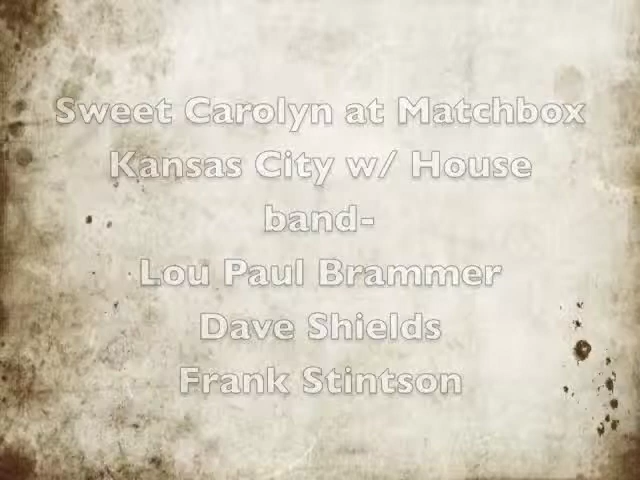 Sweet Carolyn at Matchbox
Kansas City w/ House
band-
Lou Paul Brammer
Dave Shields
Frank Stintson